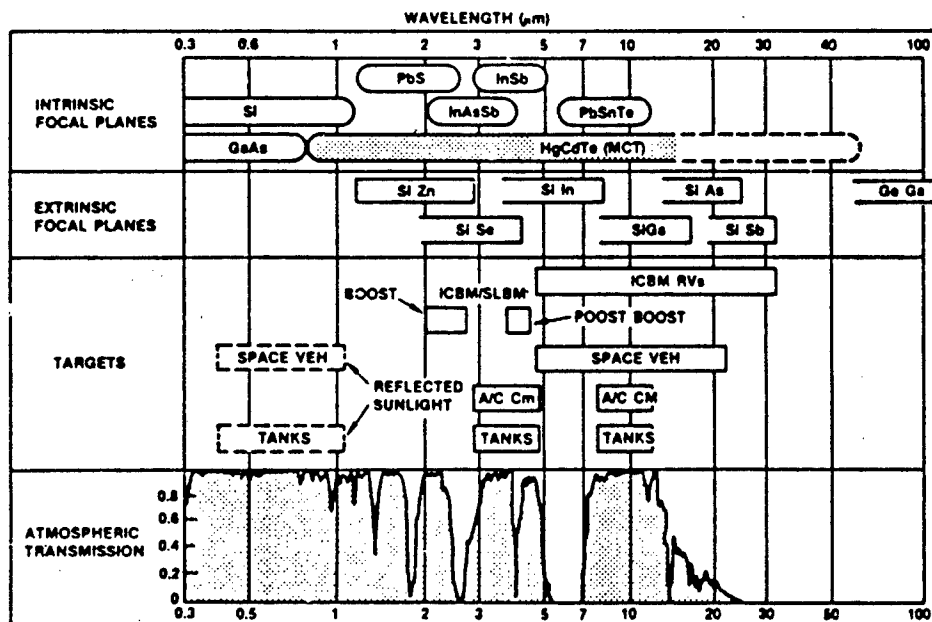 WAVELENGTH (μm)
0.3 0.6 1 2 3 5 7 10 20 30 40 100
PbS InSb
INTRINSIC FOCAL PLANES
SI InAsSb PbSnTe
GaAs HgCdTe (MCT)
EXTRINSIC FOCAL PLANES
SI Zn SI In SI As Ge Ga
SI Se SIGa SI Sb
ICBM RVs
BOOST ICBM/SLBM
POOST BOOST
TARGETS
SPACE VEH SPACE VEH
REFLECTED
SUNLIGHT
A/C Cm A/C CM
TANKS TANKS TANKS
ATMOSPHERIC
TRANSMISSION
0.8
0.6
0.4
0.2
0
0.3 0.5 1 2 3 5 10 20 30 50 100